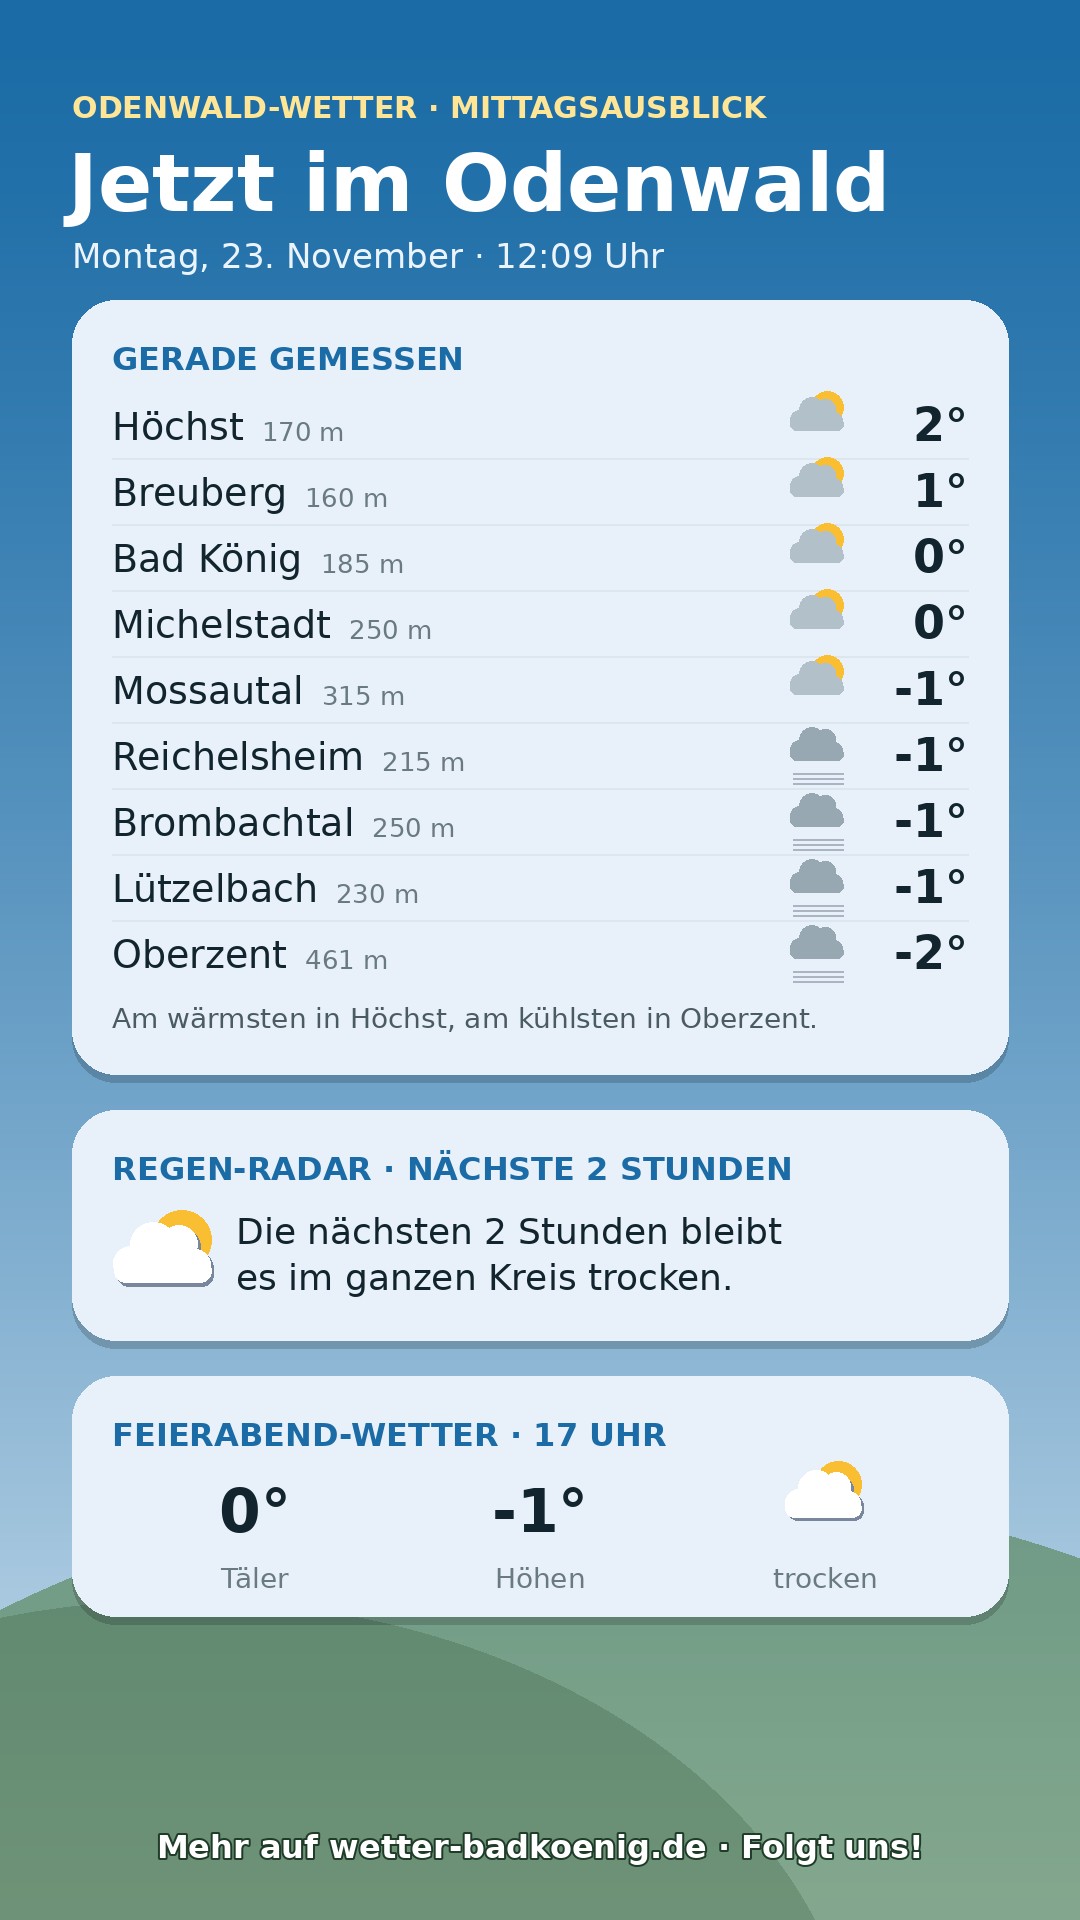 ODENWALD-WETTER · MITTAGSAUSBLICK
Jetzt im Odenwald
Montag, 23. November · 12:09 Uhr
GERADE GEMESSEN
Höchst 170 m 2°
Breuberg 160 m 1°
Bad König 185 m 0°
Michelstadt 250 m 0°
Mossautal 315 m -1°
Reichelsheim 215 m -1°
Brombachtal 250 m -1°
Lützelbach 230 m -1°
Oberzent 461 m -2°
Am wärmsten in Höchst, am kühlsten in Oberzent.
REGEN-RADAR · NÄCHSTE 2 STUNDEN
Die nächsten 2 Stunden bleibt
es im ganzen Kreis trocken.
FEIERABEND-WETTER · 17 UHR
0° -1°
Täler Höhen trocken
Mehr auf wetter-badkoenig.de · Folgt uns!